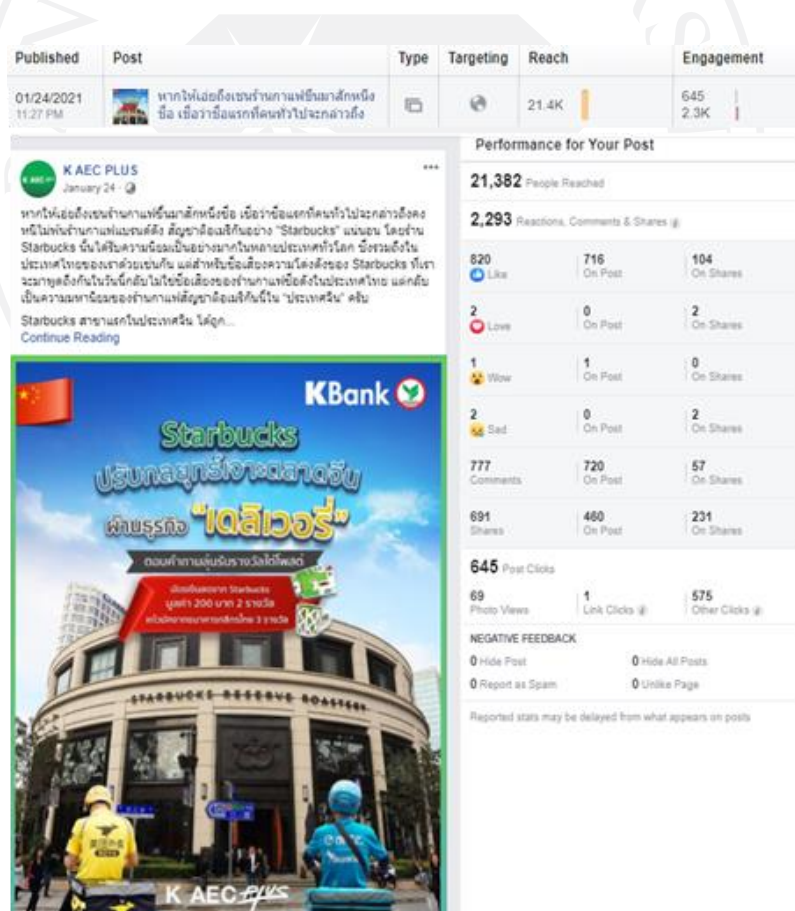 Published Post Type Targeting Reach Engagement
01/24/2021
11:27 PM
หากให้เอ่ยถึงเชนร้านกาแฟขึ้นมาสักหนึ่ง
ชื่อ เชื่อว่าชื่อแรกที่คนทั่วไปจะกล่าวถึง
21.4K
645
2.3K
K AEC PLUS
January 24
หากให้เอ่ยถึงเชนร้านกาแฟขึ้นมาสักหนึ่งชื่อ เชื่อว่าชื่อแรกที่คนทั่วไปจะกล่าวถึงคง
หนีไม่พ้นร้านกาแฟแบรนด์ดัง สัญชาติอเมริกันอย่าง "Starbucks" แน่นอน โดยร้าน
Starbucks นั้นได้รับความนิยมเป็นอย่างมากในหลายประเทศทั่วโลก ซึ่งรวมถึงใน
ประเทศไทยของเราด้วยเช่นกัน แต่สำหรับชื่อเสียงความโด่งดังของ Starbucks ที่เรา
จะมาพูดถึงกันในวันนี้กลับไม่ใช่ชื่อเสียงของร้านกาแฟชื่อดังในประเทศไทย แต่กลับ
เป็นความมหานิยมของร้านกาแฟสัญชาติอเมริกันนี้ใน "ประเทศจีน" ครับ
Starbucks สาขาแรกในประเทศจีน ได้ถูก...
Continue Reading
KBank
Starbucks
ปรับกลยุทธ์เจาะตลาดจีน
ผ่านธุรกิจ "เดลิเวอรี่"
ตอบคำถามลุ้นรับรางวัลใต้โพสต์
มูลค่า 200 บาท 2 รางวัล
STARBUCKS RESERVE ROASTERY
K AEC PLUS
Performance for Your Post
21,382 People Reached
2,293 Reactions, Comments & Shares
820 716 104
Like On Post On Shares
2 0 2
Love On Post On Shares
1 1 0
Wow On Post On Shares
2 0 2
Sad On Post On Shares
777 720 57
Comments On Post On Shares
691 460 231
Shares On Post On Shares
645 Post Clicks
69 1 575
Photo Views Link Clicks Other Clicks
NEGATIVE FEEDBACK
0 Hide Post 0 Hide All Posts
0 Report as Spam 0 Unlike Page
Reported stats may be delayed from what appears on posts